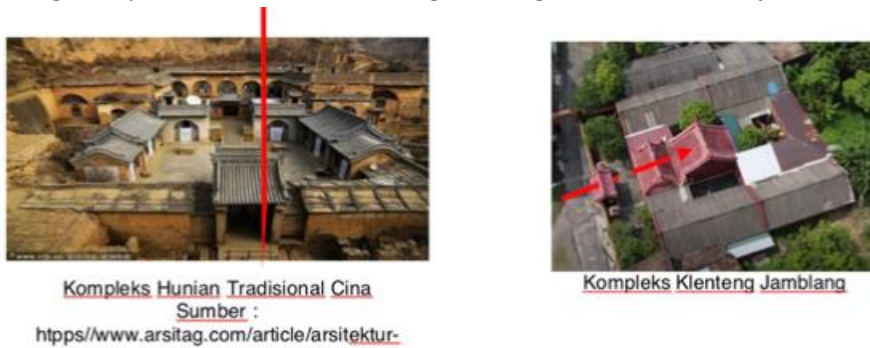 Kompleks Hunian Tradisional Cina
Sumber :
htpps//www.arsitag.com/article/arsitektur-
Kompleks Klenteng Jamblang